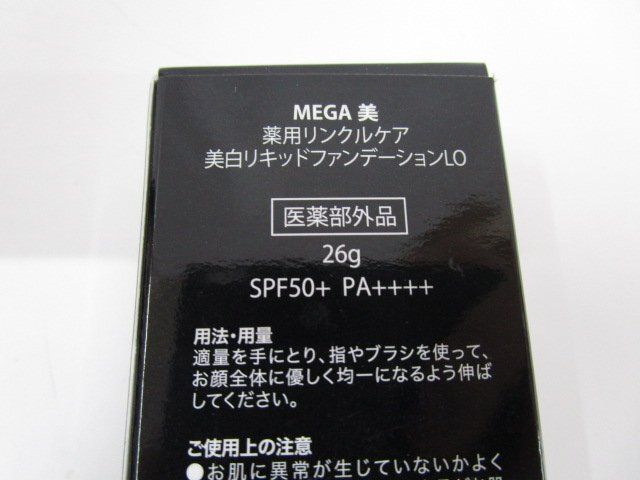 MEGA 美
薬用リンクルケア
美白リキッドファンデーションLO
医薬部外品
26g
SPF50+ PA++++
用法・用量
適量を手にとり、指やブラシを使って、
お顔全体に優しく均一になるよう伸ば
してください。
ご使用上の注意
●お肌に異常が生じていないかよく